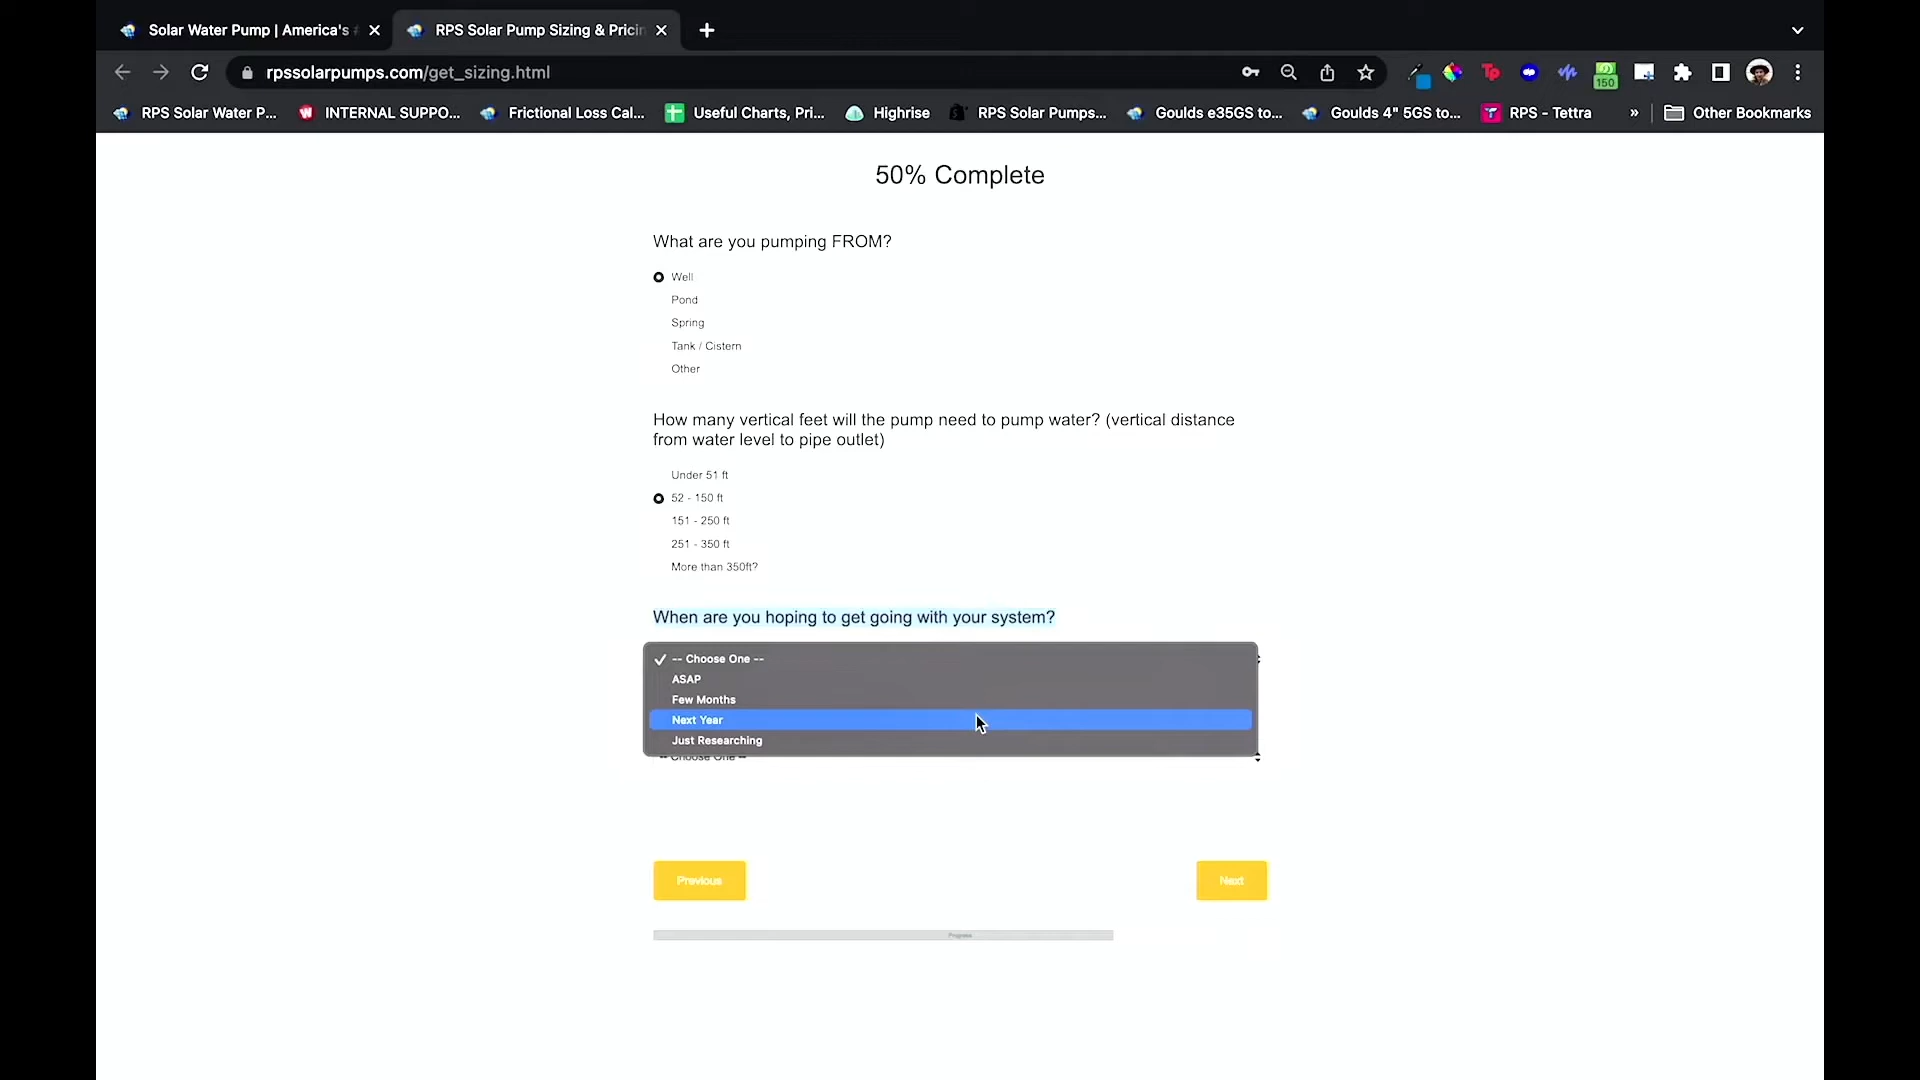 Solar Water Pump | America's #
RPS Solar Pump Sizing & Pricin
rpssolarpumps.com/get_sizing.html
150
RPS Solar Water P...
INTERNAL SUPPO...
Frictional Loss Cal...
Useful Charts, Pri...
Highrise
RPS Solar Pumps...
Goulds e35GS to...
Goulds 4" 5GS to...
RPS - Tettra
»
Other Bookmarks
50% Complete
What are you pumping FROM?
Well
Pond
Spring
Tank / Cistern
Other
How many vertical feet will the pump need to pump water? (vertical distance
from water level to pipe outlet)
Under 51 ft
52 - 150 ft
151 - 250 ft
251 - 350 ft
More than 350ft?
When are you hoping to get going with your system?
-- Choose One --
ASAP
Few Months
Next Year
Just Researching
-- Choose One --
Previous
Next
Progress